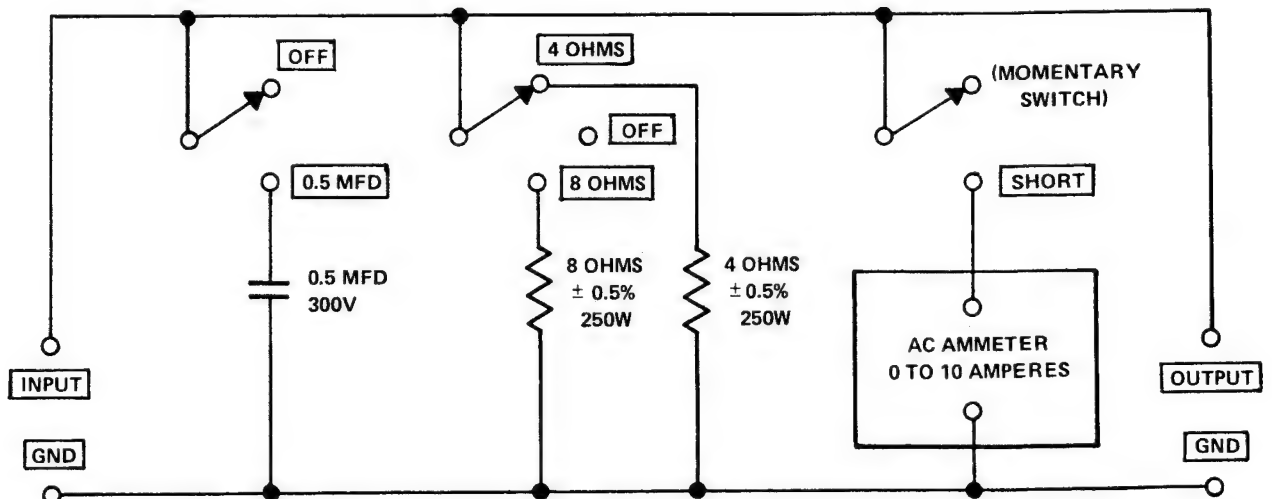 OFF
4 OHMS
(MOMENTARY
SWITCH)
OFF
0.5 MFD
8 OHMS
SHORT
0.5 MFD
300V
8 OHMS
± 0.5%
250W
4 OHMS
± 0.5%
250W
AC AMMETER
0 TO 10 AMPERES
INPUT
OUTPUT
GND
GND